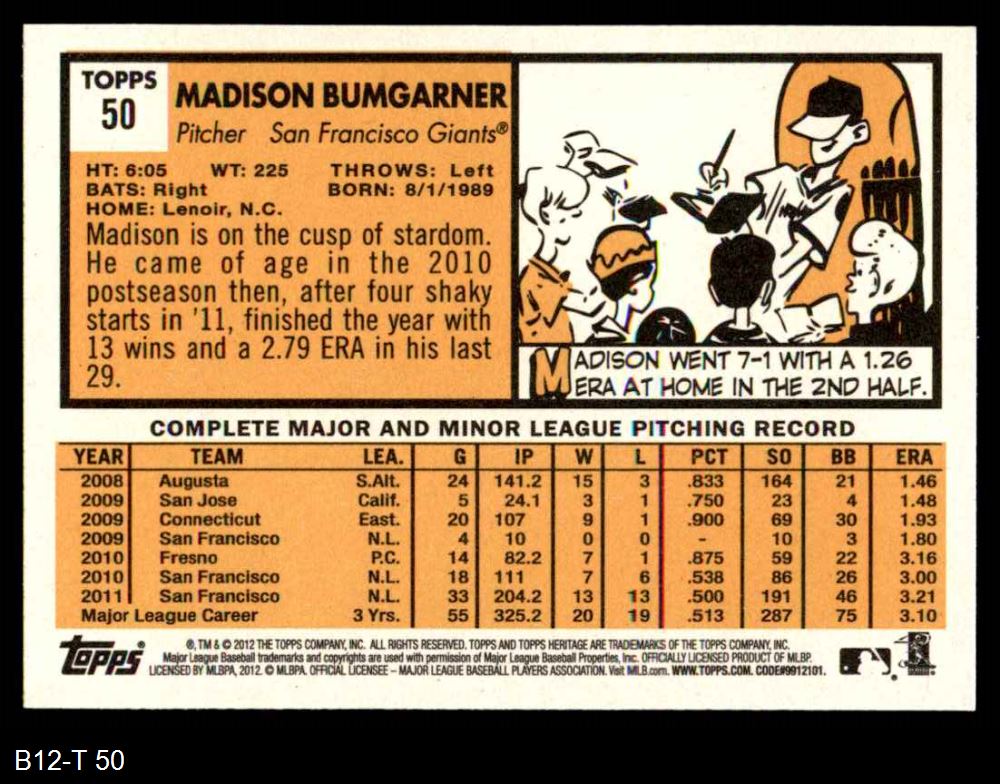 TOPPS
50
MADISON BUMGARNER
Pitcher San Francisco Giants®
HT: 6:05 WT: 225 THROWS: Left
BATS: Right BORN: 8/1/1989
HOME: Lenoir, N.C.
Madison is on the cusp of stardom.
He came of age in the 2010
postseason then, after four shaky
starts in '11, finished the year with
13 wins and a 2.79 ERA in his last
29.
MADISON WENT 7-1 WITH A 1.26
ERA AT HOME IN THE 2ND HALF.
COMPLETE MAJOR AND MINOR LEAGUE PITCHING RECORD
YEAR TEAM LEA. G IP W L PCT SO BB ERA
2008 Augusta S.Alt. 24 141.2 15 3 .833 164 21 1.46
2009 San Jose Calif. 5 24.1 3 1 .750 23 4 1.48
2009 Connecticut East. 20 107 9 1 .900 69 30 1.93
2009 San Francisco N.L. 4 10 0 0 - 10 3 1.80
2010 Fresno P.C. 14 82.2 7 1 .875 59 22 3.16
2010 San Francisco N.L. 18 111 7 6 .538 86 26 3.00
2011 San Francisco N.L. 33 204.2 13 13 .500 191 46 3.21
Major League Career 3 Yrs. 55 325.2 20 19 .513 287 75 3.10
Topps
®, TM & © 2012 THE TOPPS COMPANY, INC. ALL RIGHTS RESERVED. TOPPS AND TOPPS HERITAGE ARE TRADEMARKS OF THE TOPPS COMPANY, INC.
Major League Baseball trademarks and copyrights are used with permission of Major League Baseball Properties, Inc. OFFICIALLY LICENSED PRODUCT OF MLBP.
LICENSED BY MLBPA, 2012. © MLBPA. OFFICIAL LICENSEE – MAJOR LEAGUE BASEBALL PLAYERS ASSOCIATION. Visit MLB.com. WWW.TOPPS.COM. CODE#9912101.
B12-T 50